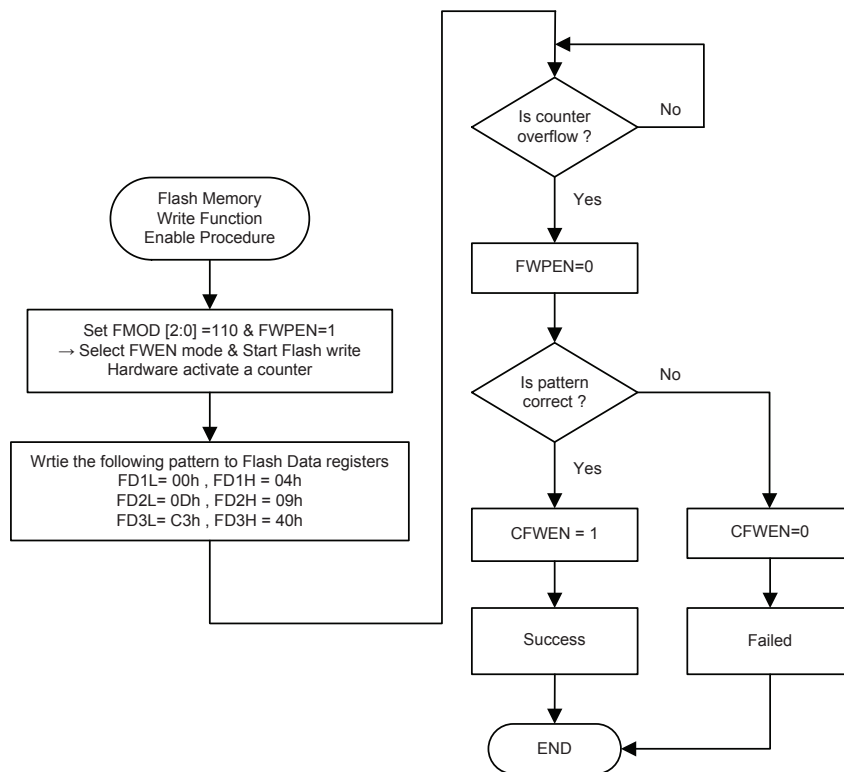 Flash Memory
Write Function
Enable Procedure
Set FMOD [2:0] =110 & FWPEN=1
→ Select FWEN mode & Start Flash write
Hardware activate a counter
Wrtie the following pattern to Flash Data registers
FD1L= 00h , FD1H = 04h
FD2L= 0Dh , FD2H = 09h
FD3L= C3h , FD3H = 40h
Is counter
overflow ?
No
Yes
FWPEN=0
Is pattern
correct ?
No
Yes
CFWEN = 1
CFWEN=0
Success
Failed
END